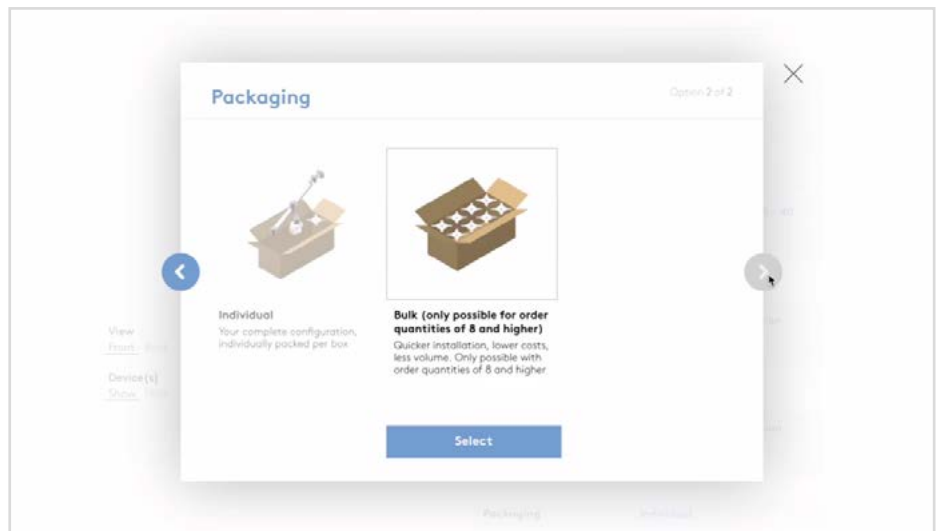 Packaging
Option 2 of 2
Individual
Your complete configuration,
individually packed per box
Bulk (only possible for order
quantities of 8 and higher)
Quicker installation, lower costs,
less volume. Only possible with
order quantities of 8 and higher
Select
View
Front
Device(s)
Show
Packaging
Individual